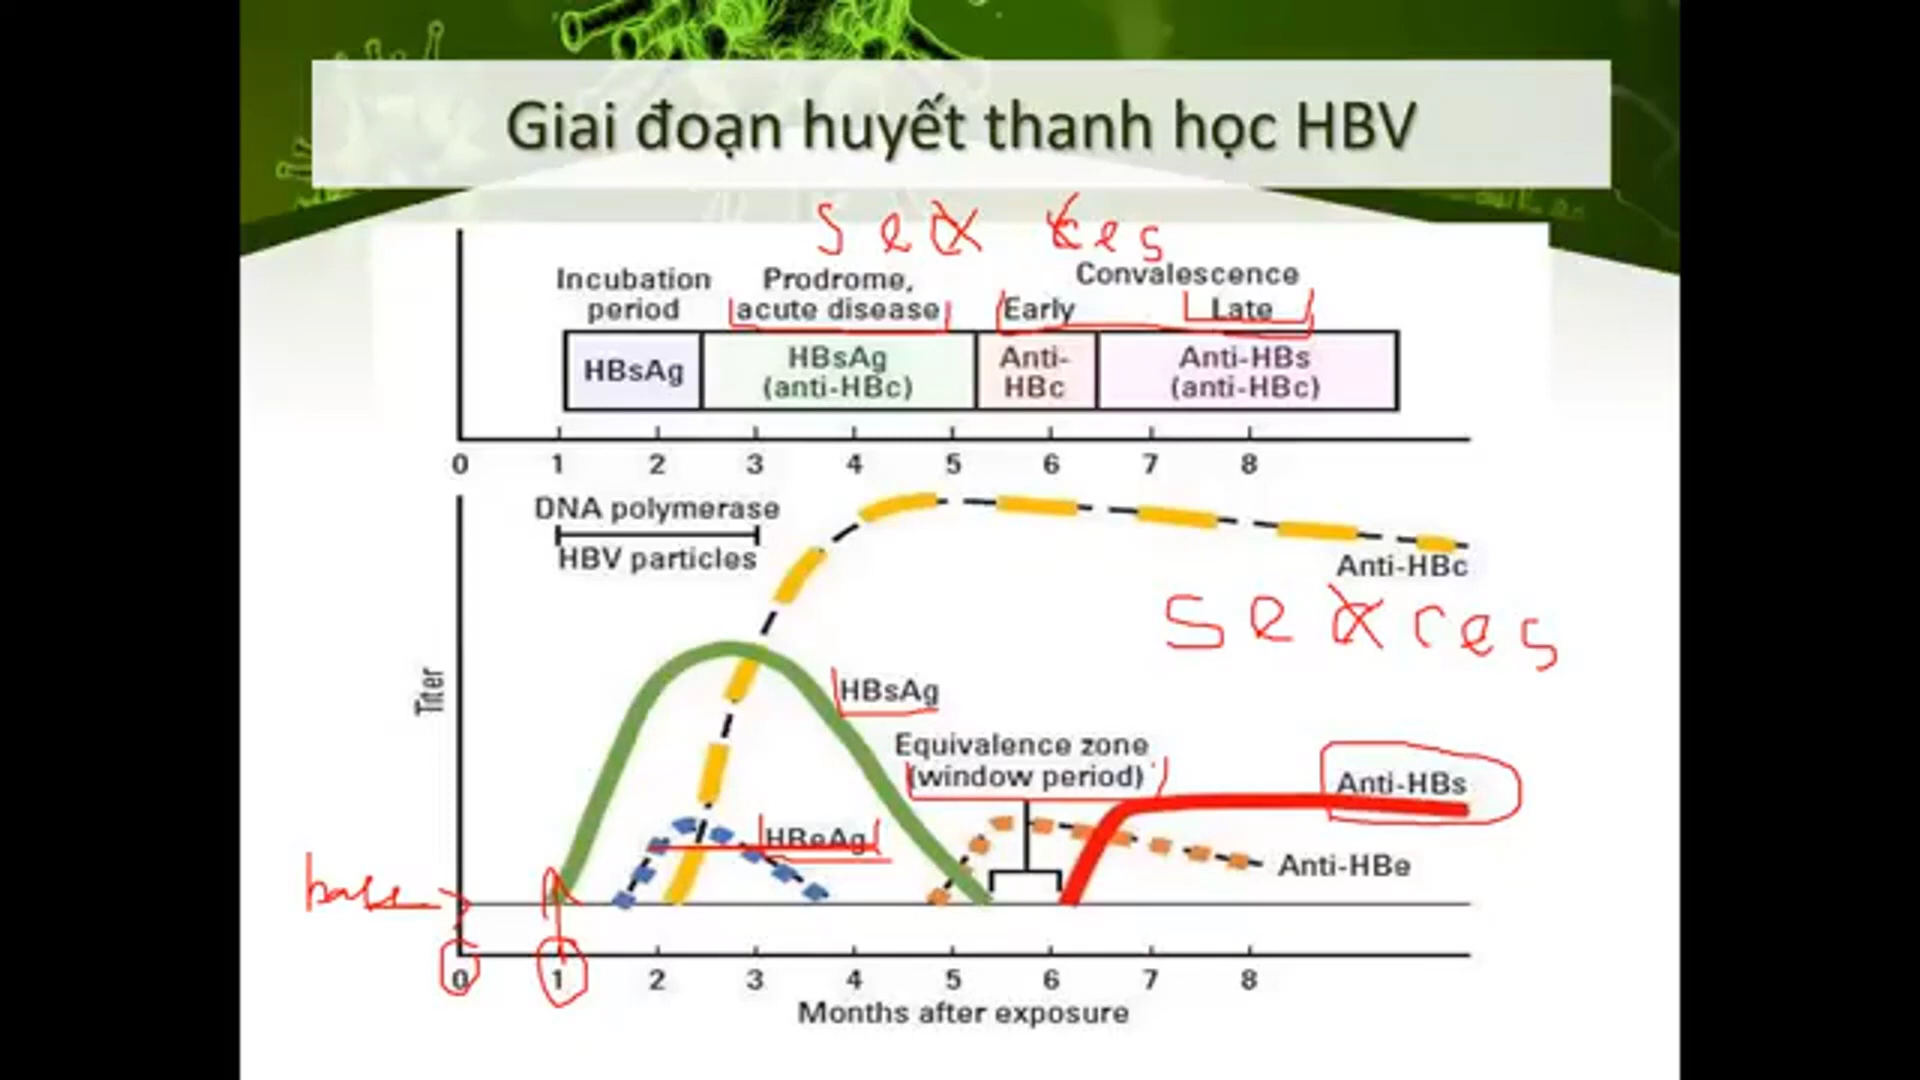 Giai đoạn huyết thanh học HBV
Incubation period
Prodrome, acute disease
Convalescence
Early
Late
HBsAg
HBsAg (anti-HBc)
Anti-HBc
Anti-HBs (anti-HBc)
0 1 2 3 4 5 6 7 8
DNA polymerase
HBV particles
Anti-HBc
Titer
HBsAg
Equivalence zone
(window period)
Anti-HBs
HBeAg
Anti-HBe
0 1 2 3 4 5 6 7 8
Months after exposure